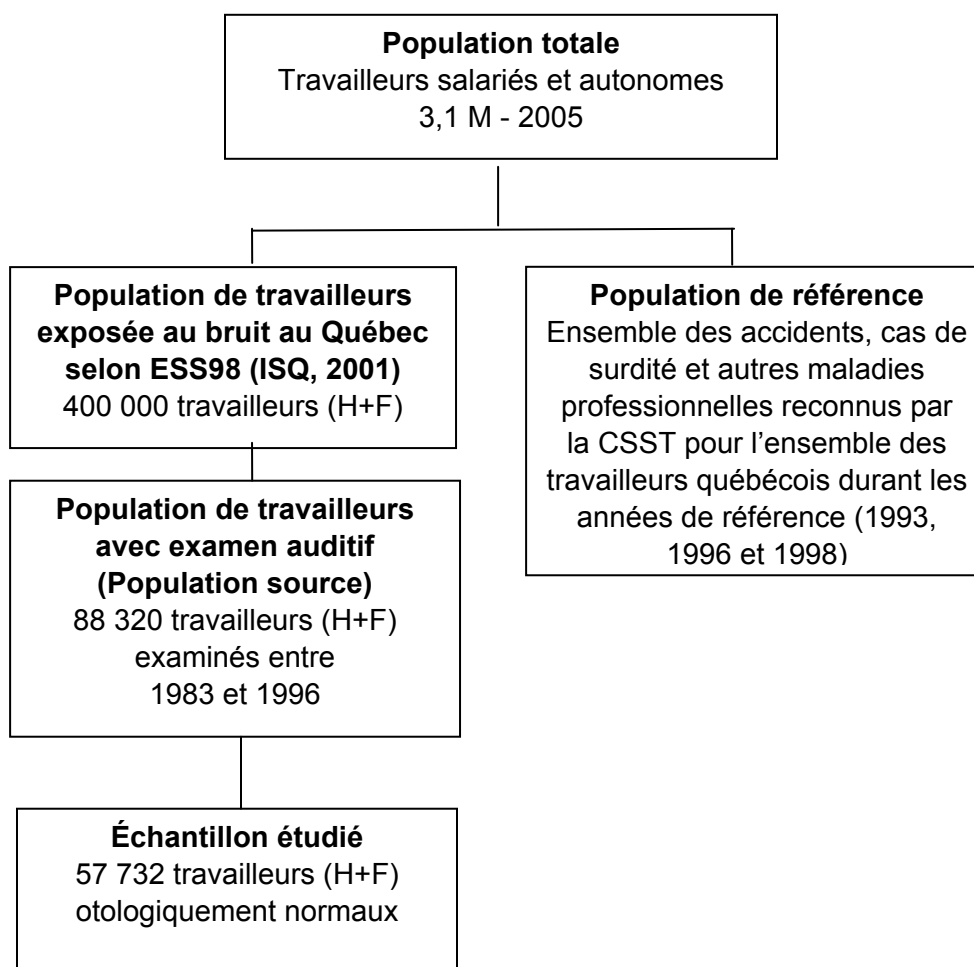 Population totale
Travailleurs salariés et autonomes
3,1 M - 2005
Population de travailleurs
exposée au bruit au Québec
selon ESS98 (ISQ, 2001)
400 000 travailleurs (H+F)
Population de référence
Ensemble des accidents, cas de
surdité et autres maladies
professionnelles reconnus par
la CSST pour l’ensemble des
travailleurs québécois durant les
années de référence (1993,
1996 et 1998)
Population de travailleurs
avec examen auditif
(Population source)
88 320 travailleurs (H+F)
examinés entre
1983 et 1996
Échantillon étudié
57 732 travailleurs (H+F)
otologiquement normaux